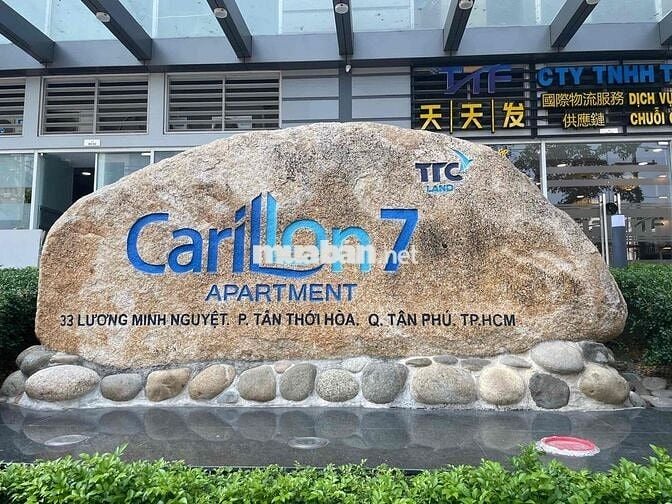 TTF
天天发
CTY TNHH T
國際物流服務 DỊCH VỤ
供應鏈 CHUỖI C
TTC
LAND
Carillon 7
muaban.net
APARTMENT
33 LƯƠNG MINH NGUYỆT, P. TÂN THỚI HÒA, Q. TÂN PHÚ, TP.HCM